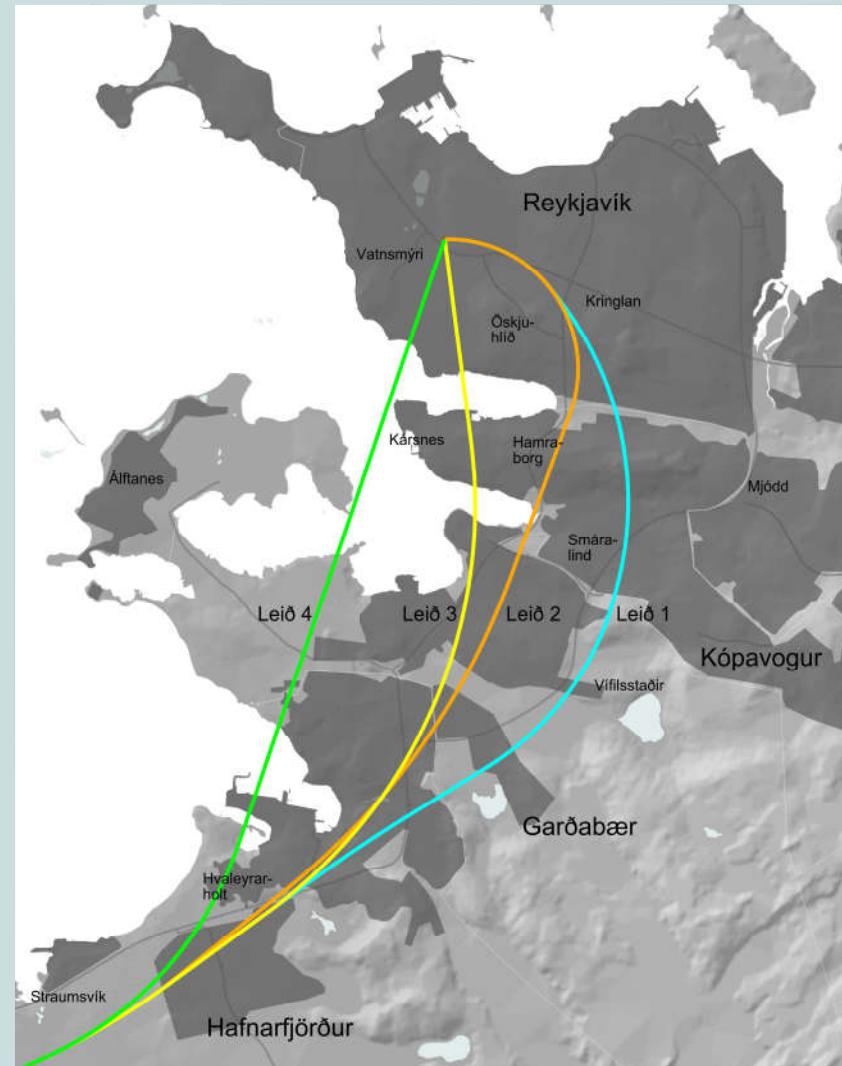 Reykjavík
Vatnsmýri
Kringlan
Öskju-
hlíð
Kársnes
Hamra-
borg
Álftanes
Mjódd
Smára-
lind
Leið 4
Leið 3
Leið 2
Leið 1
Kópavogur
Vífilsstaðir
Garðabær
Hvaleyrar-
holt
Straumsvík
Hafnarfjörður